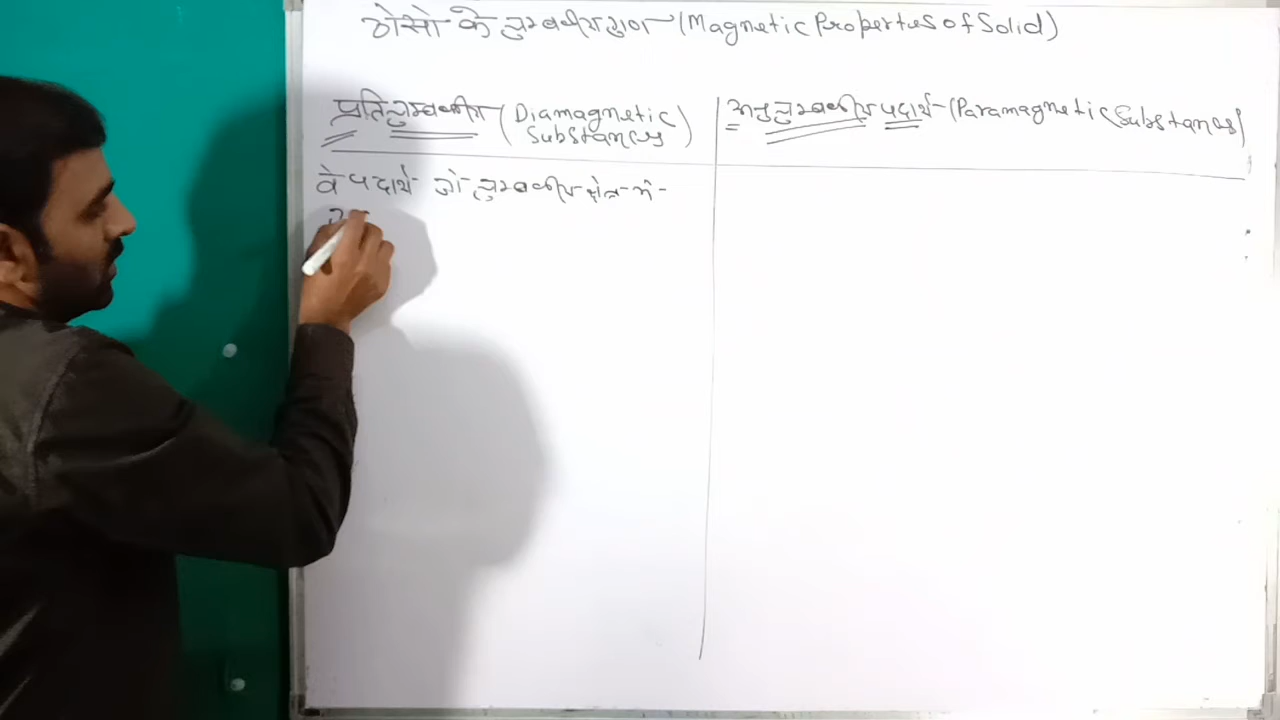 ठोसो के चुम्बकीय गुण (Magnetic Properties of Solid)
प्रतिचुम्बकीय (Diamagnetic
Substances)
अनुचुम्बकीय पदार्थ (Paramagnetic Substances)
वे पदार्थ जो चुम्बकीय क्षेत्र में